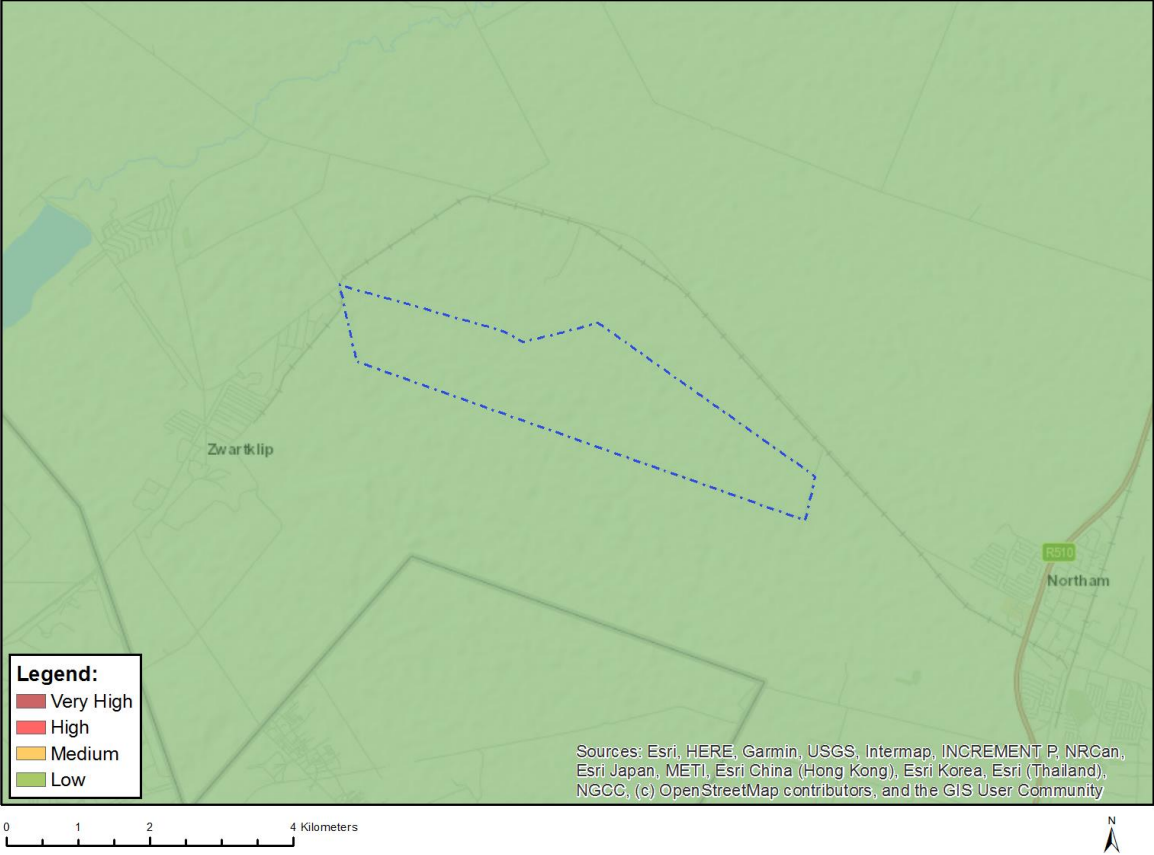 Zwartklip
R510
Northam
Legend:
Very High
High
Medium
Low
Sources: Esri, HERE, Garmin, USGS, Intermap, INCREMENT P, NRCan,
Esri Japan, METI, Esri China (Hong Kong), Esri Korea, Esri (Thailand),
NGCC, (c) OpenStreetMap contributors, and the GIS User Community
0 1 2 4 Kilometers
N